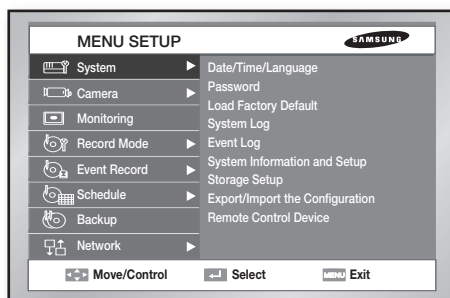 MENU SETUP
SAMSUNG
System
Camera
Monitoring
Record Mode
Event Record
Schedule
Backup
Network
Date/Time/Language
Password
Load Factory Default
System Log
Event Log
System Information and Setup
Storage Setup
Export/Import the Configuration
Remote Control Device
Move/Control
Select
MENU Exit